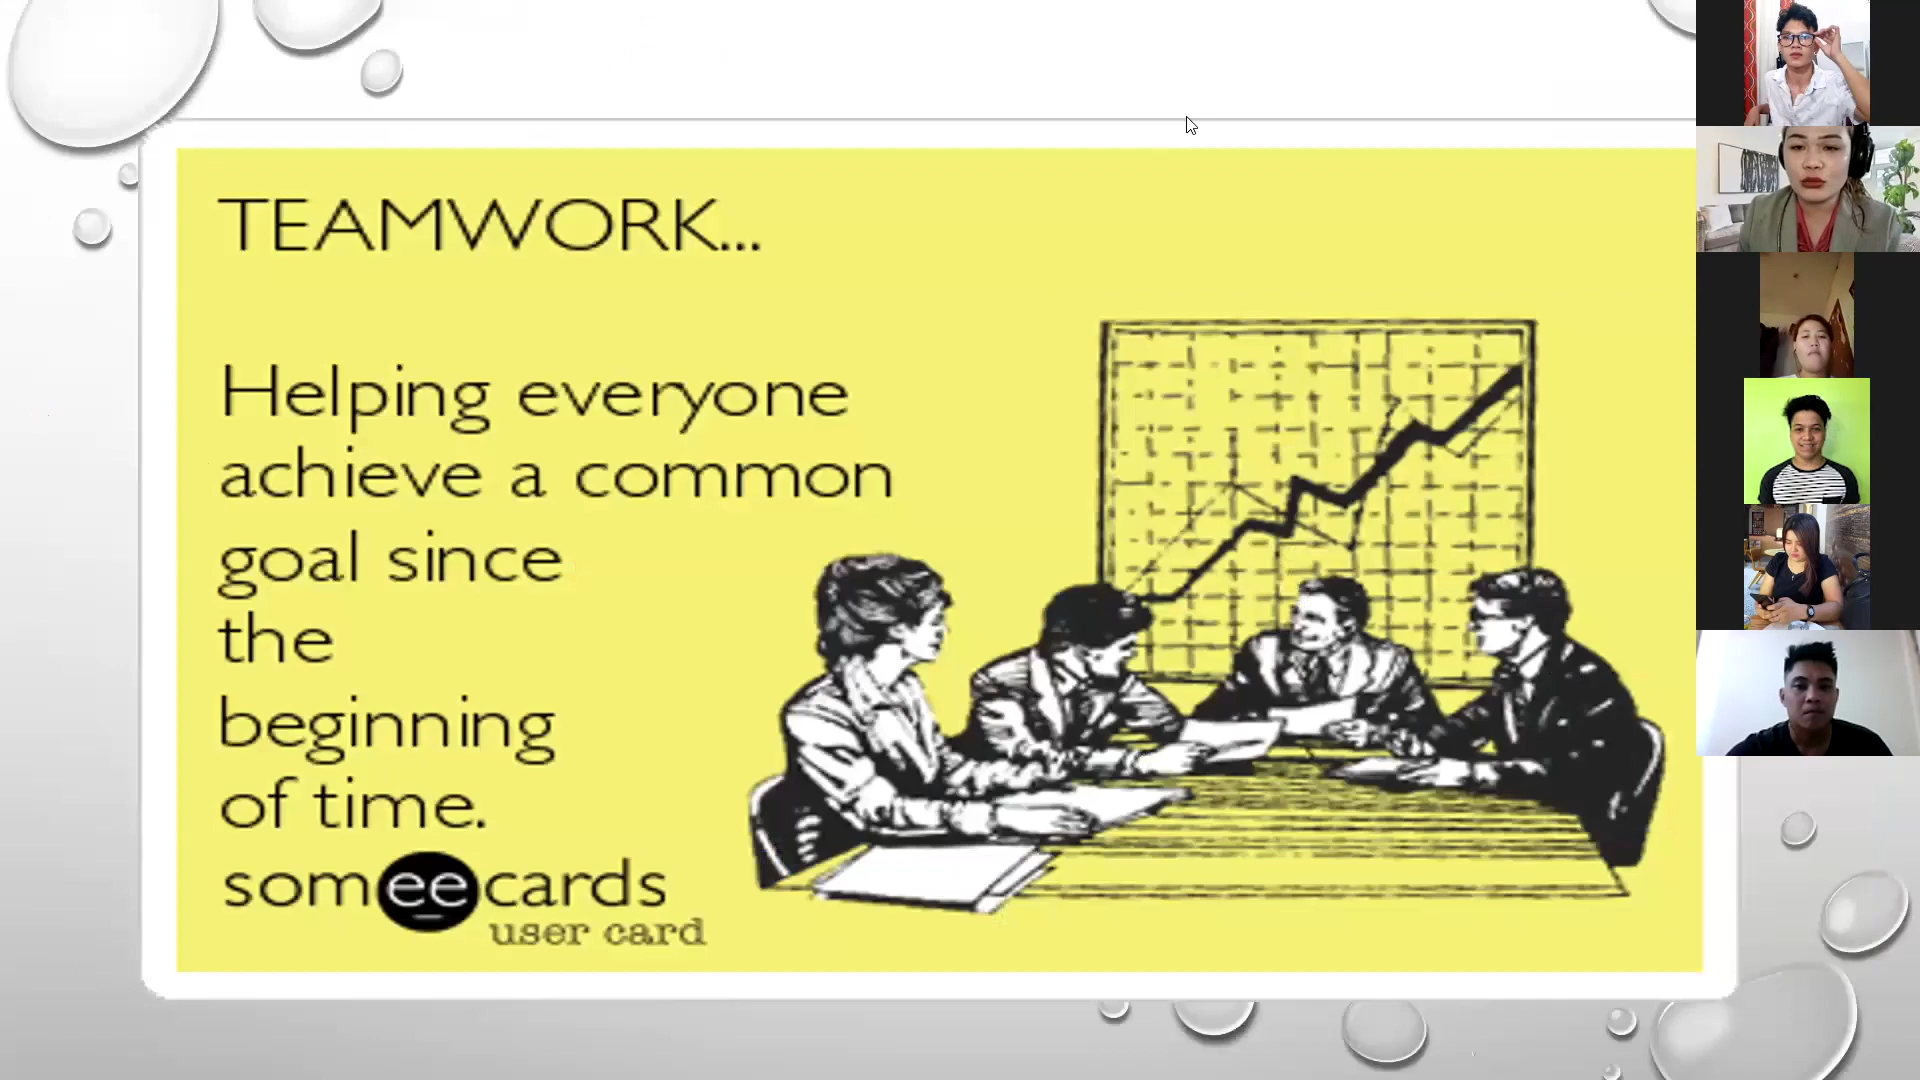 TEAMWORK...
Helping everyone
achieve a common
goal since
the
beginning
of time.
someecards
user card